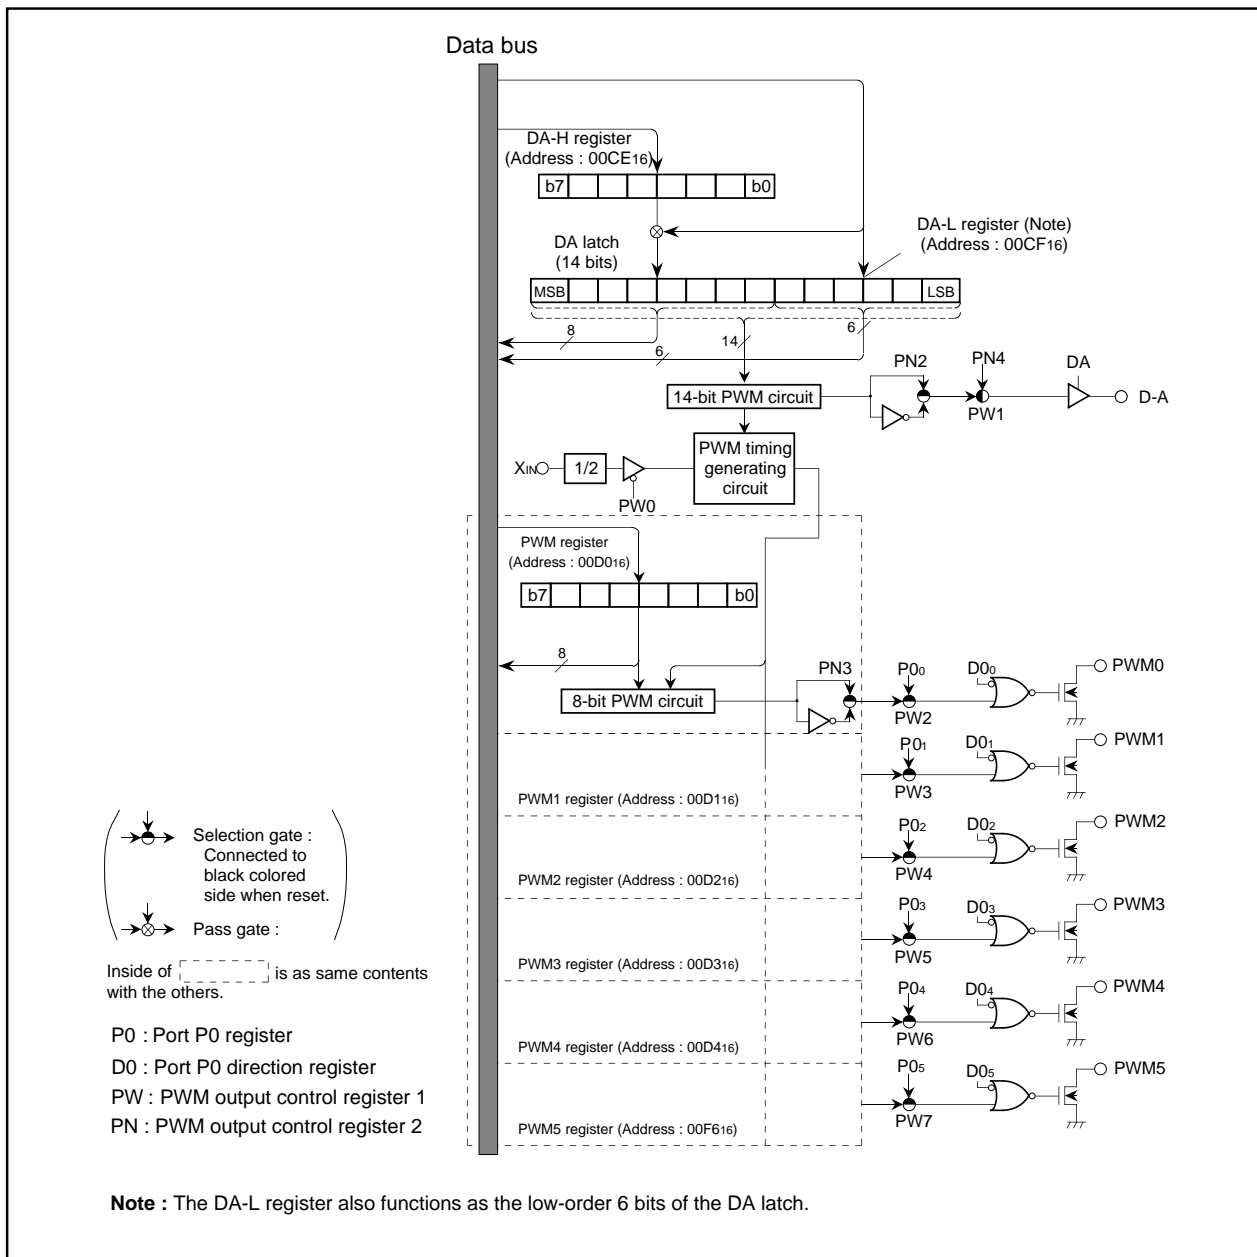 Data bus
DA-H register
(Address : 00CE16)
b7 b0
DA latch
(14 bits)
DA-L register (Note)
(Address : 00CF16)
MSB LSB
8
6
14
6
PN2
PN4
DA
14-bit PWM circuit
PW1
D-A
XIN
1/2
PW0
PWM timing
generating
circuit
PWM register
(Address : 00D016)
b7 b0
8
8-bit PWM circuit
PN3
P00
PW2
D00
PWM0
P01
PW3
D01
PWM1
PWM1 register (Address : 00D116)
P02
PW4
D02
PWM2
PWM2 register (Address : 00D216)
P03
PW5
D03
PWM3
PWM3 register (Address : 00D316)
P04
PW6
D04
PWM4
PWM4 register (Address : 00D416)
P05
PW7
D05
PWM5
PWM5 register (Address : 00F616)
Selection gate :
Connected to
black colored
side when reset.
Pass gate :
Inside of is as same contents
with the others.
P0 : Port P0 register
D0 : Port P0 direction register
PW : PWM output control register 1
PN : PWM output control register 2
Note : The DA-L register also functions as the low-order 6 bits of the DA latch.